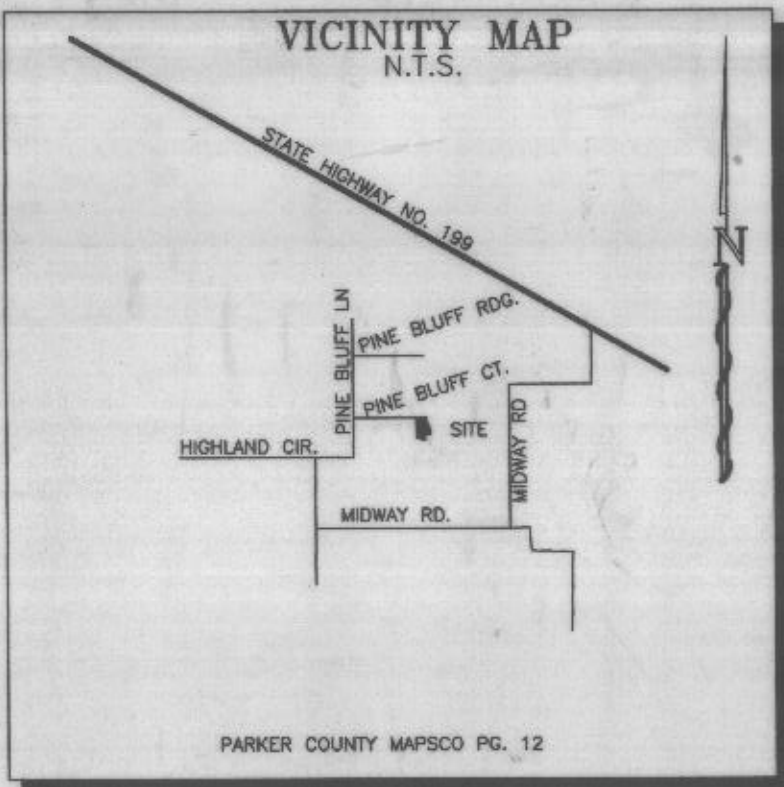 VICINITY MAP
N.T.S.
STATE HIGHWAY NO. 199
N
PINE BLUFF LN
PINE BLUFF RDG.
PINE BLUFF CT.
SITE
MIDWAY RD
HIGHLAND CIR.
MIDWAY RD.
PARKER COUNTY MAPSCO PG. 12